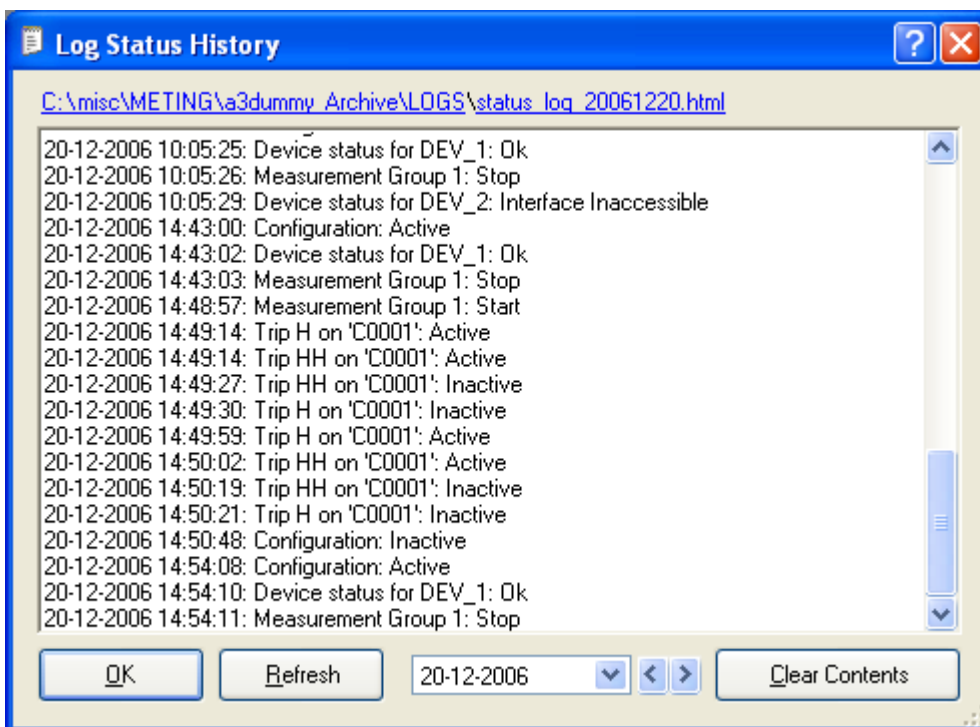 Log Status History
C:\misc\METING\a3dummy_Archive\LOGS\status_log_20061220.html
20-12-2006 10:05:25: Device status for DEV_1: Ok
20-12-2006 10:05:26: Measurement Group 1: Stop
20-12-2006 10:05:29: Device status for DEV_2: Interface Inaccessible
20-12-2006 14:43:00: Configuration: Active
20-12-2006 14:43:02: Device status for DEV_1: Ok
20-12-2006 14:43:03: Measurement Group 1: Stop
20-12-2006 14:48:57: Measurement Group 1: Start
20-12-2006 14:49:14: Trip H on 'C0001': Active
20-12-2006 14:49:14: Trip HH on 'C0001': Active
20-12-2006 14:49:27: Trip HH on 'C0001': Inactive
20-12-2006 14:49:30: Trip H on 'C0001': Inactive
20-12-2006 14:49:59: Trip H on 'C0001': Active
20-12-2006 14:50:02: Trip HH on 'C0001': Active
20-12-2006 14:50:19: Trip HH on 'C0001': Inactive
20-12-2006 14:50:21: Trip H on 'C0001': Inactive
20-12-2006 14:50:48: Configuration: Inactive
20-12-2006 14:54:08: Configuration: Active
20-12-2006 14:54:10: Device status for DEV_1: Ok
20-12-2006 14:54:11: Measurement Group 1: Stop
OK Refresh 20-12-2006 < > Clear Contents